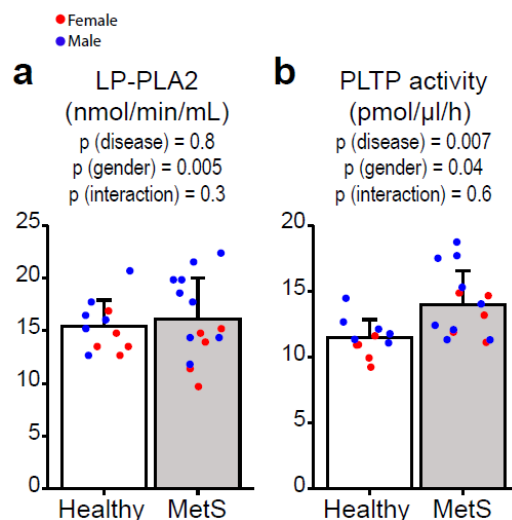 Female
Male
a
LP-PLA2
(nmol/min/mL)
p (disease) = 0.8
p (gender) = 0.005
p (interaction) = 0.3
25
20
15
10
5
0
Healthy
MetS
b
PLTP activity
(pmol/µl/h)
p (disease) = 0.007
p (gender) = 0.04
p (interaction) = 0.6
20
15
10
5
0
Healthy
MetS